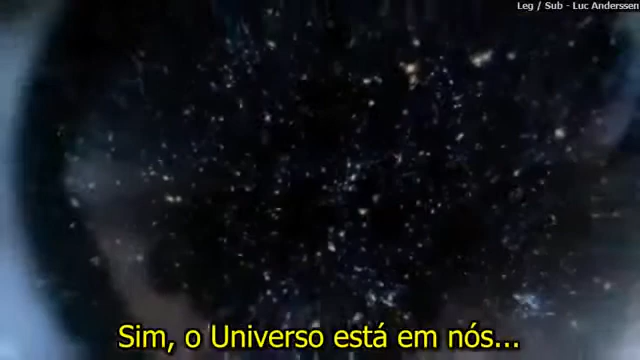 Leg / Sub - Luc Anderssen
Sim, o Universo está em nós...